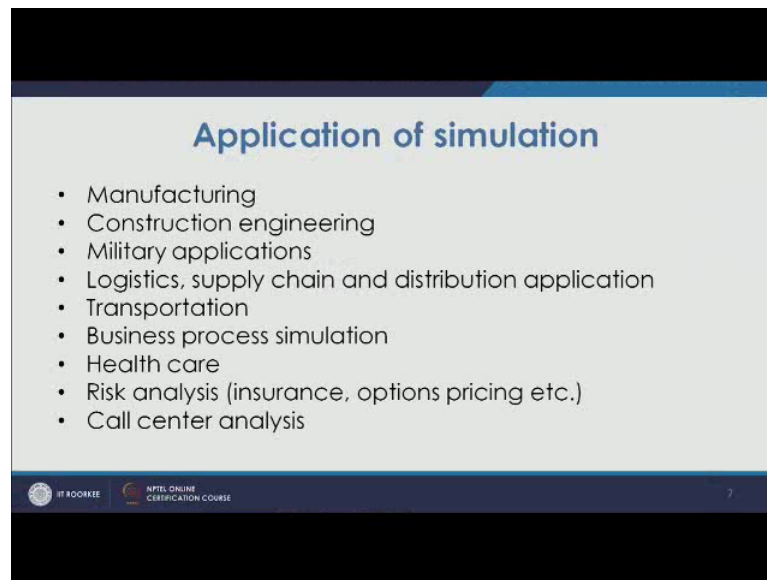 Application of simulation
• Manufacturing
• Construction engineering
• Military applications
• Logistics, supply chain and distribution application
• Transportation
• Business process simulation
• Health care
• Risk analysis (insurance, options pricing etc.)
• Call center analysis
IIT ROORKEE
NPTEL ONLINE
CERTIFICATION COURSE
7